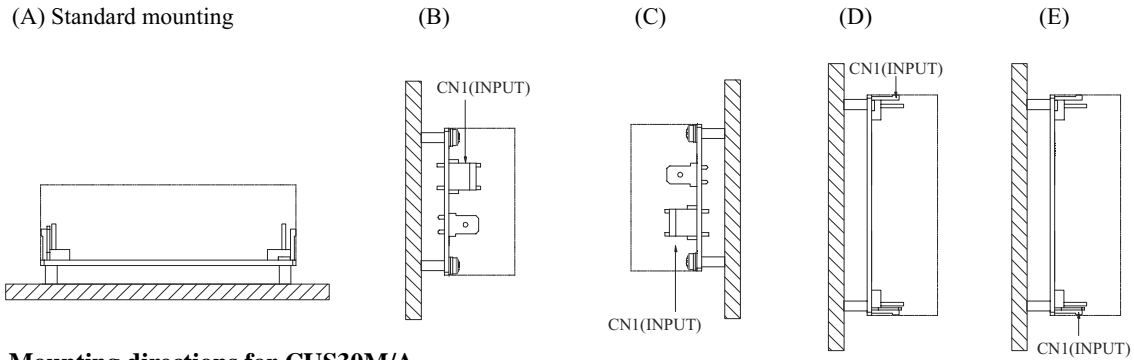 (A) Standard mounting (B) (C) (D) (E)
CN1(INPUT)
CN1(INPUT)
CN1(INPUT)
CN1(INPUT)
Mounting directions for CUS30M/A